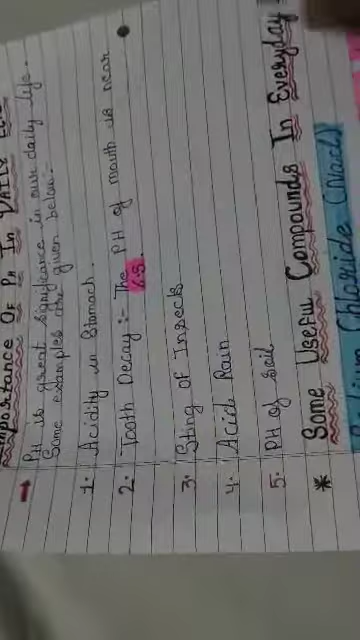 Importance Of PH In Daily Life
→ PH is great significance in our daily life.
Some examples are given below:-
1. Acidity in Stomach.
2. Tooth Decay :- The PH of mouth is near
6.5.
3. Sting of Insects
4. Acid Rain
5. PH of Soil
* Some Useful Compounds In Everyday
Chloride (NaCl)